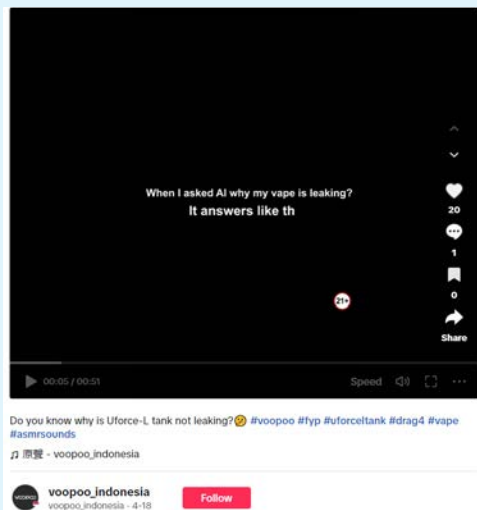 When I asked AI why my vape is leaking?
It answers like th
20
1
0
21+
Share
00:05 / 00:51
Speed
Do you know why is Uforce-L tank not leaking?🤔 #voopoo #fyp #uforceltank #drag4 #vape
#asmrsounds
♫ 原聲 - voopoo_indonesia
VOOPOO
voopoo_indonesia
voopoo_indonesia · 4-18
Follow